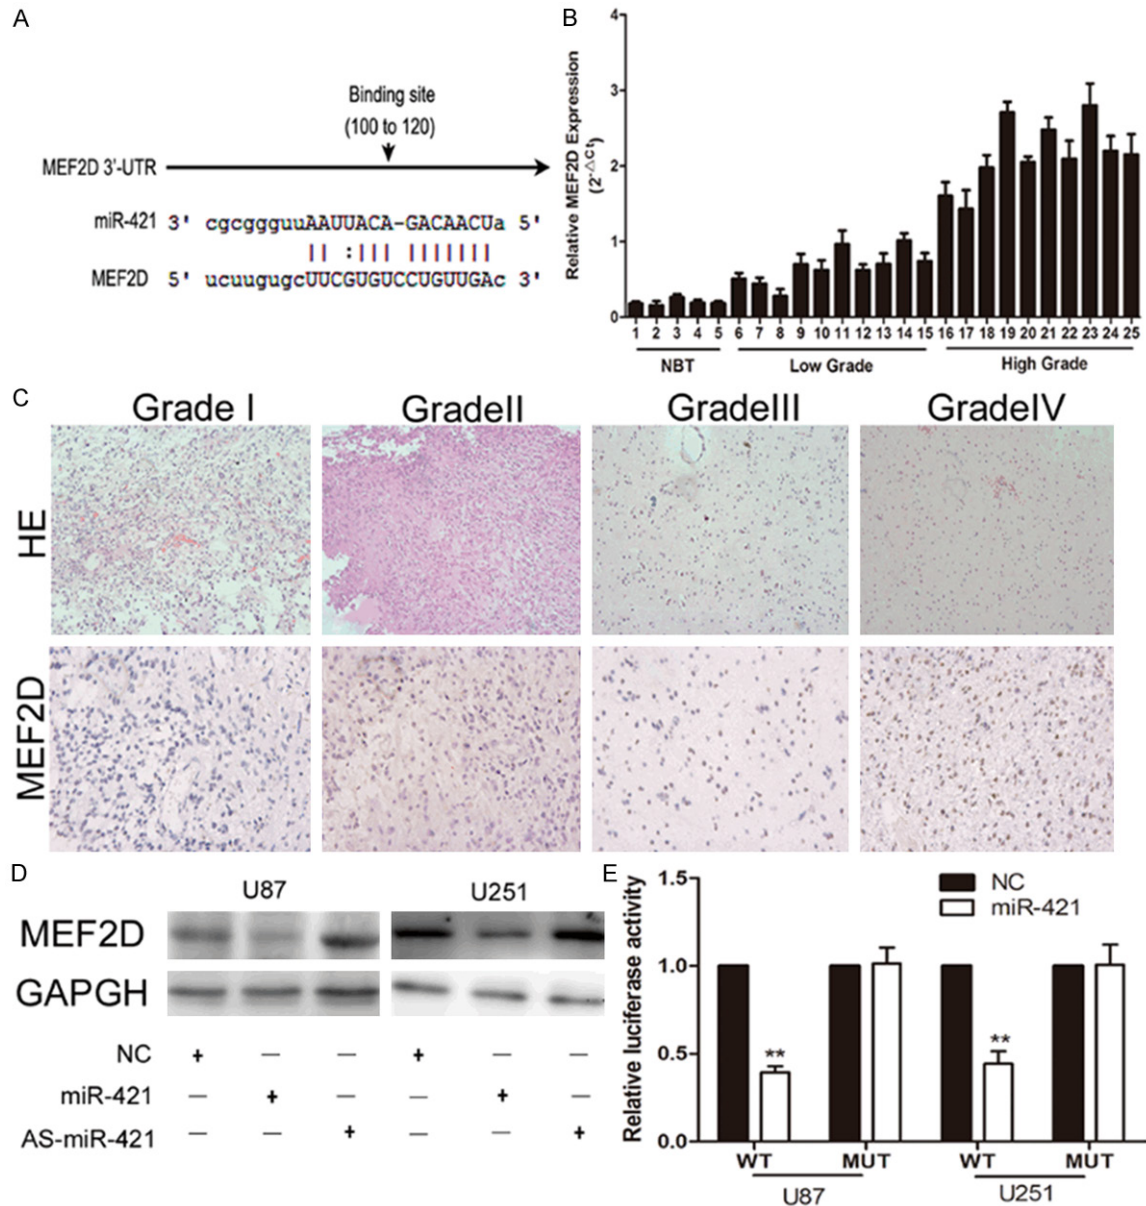 A
Binding site
(100 to 120)
MEF2D 3'-UTR
miR-421 3' cgcggguuAAUUACA-GACAACUa 5'
|| :||| |||||||
MEF2D 5' ucuugugcUUCGUGUCCUGUUGAc 3'
B
Relative MEF2D Expression
(2-△Ct)
4
3
2
1
0
1 2 3 4 5 6 7 8 9 10 11 12 13 14 15 16 17 18 19 20 21 22 23 24 25
NBT Low Grade High Grade
C
Grade I GradeII GradeIII GradeIV
HE
MEF2D
D
U87 U251
MEF2D
GAPGH
NC + — — + — —
miR-421 — + — — + —
AS-miR-421 — — + — — +
E
Relative luciferase activity
1.5
1.0
0.5
0.0
NC
miR-421
** **
WT MUT WT MUT
U87 U251